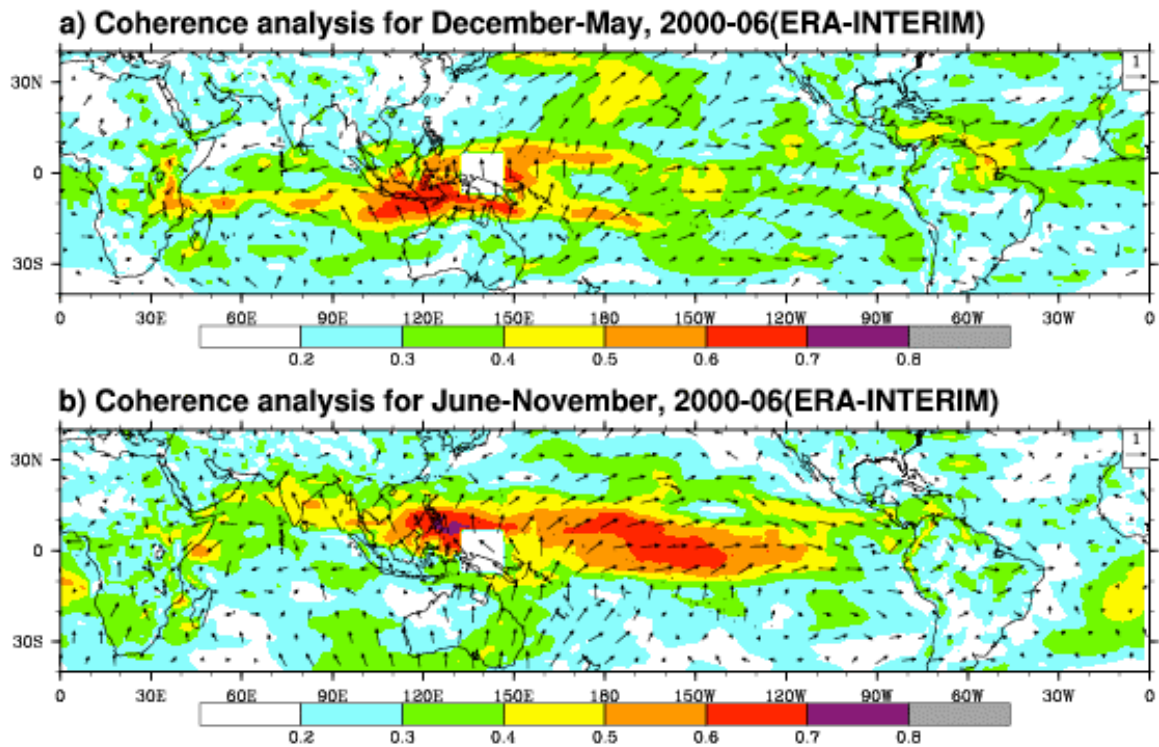 a) Coherence analysis for December-May, 2000-06(ERA-INTERIM)
1
30N
0
30S
0 30E 60E 90E 120E 150E 180 150W 120W 90W 60W 30W 0
0.2 0.3 0.4 0.5 0.6 0.7 0.8
b) Coherence analysis for June-November, 2000-06(ERA-INTERIM)
1
30N
0
30S
0 30E 60E 90E 120E 150E 180 150W 120W 90W 60W 30W 0
0.2 0.3 0.4 0.5 0.6 0.7 0.8